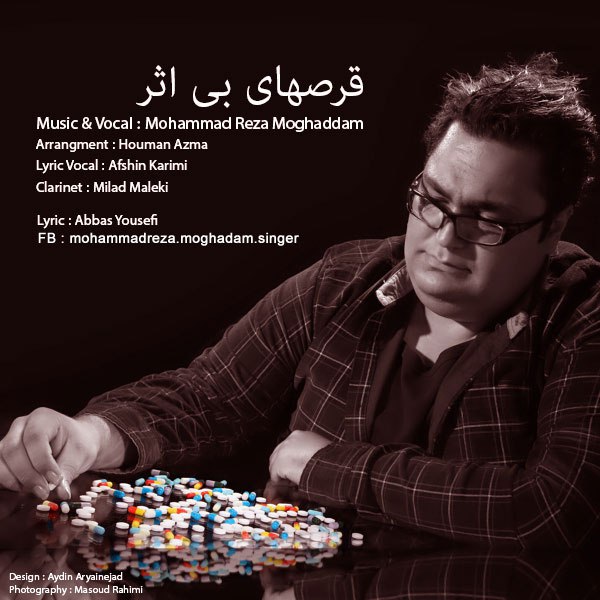 قرصهای بی اثر
Music & Vocal : Mohammad Reza Moghaddam
Arrangment : Houman Azma
Lyric Vocal : Afshin Karimi
Clarinet : Milad Maleki
Lyric : Abbas Yousefi
FB : mohammadreza.moghadam.singer
Design : Aydin Aryainejad
Photography : Masoud Rahimi